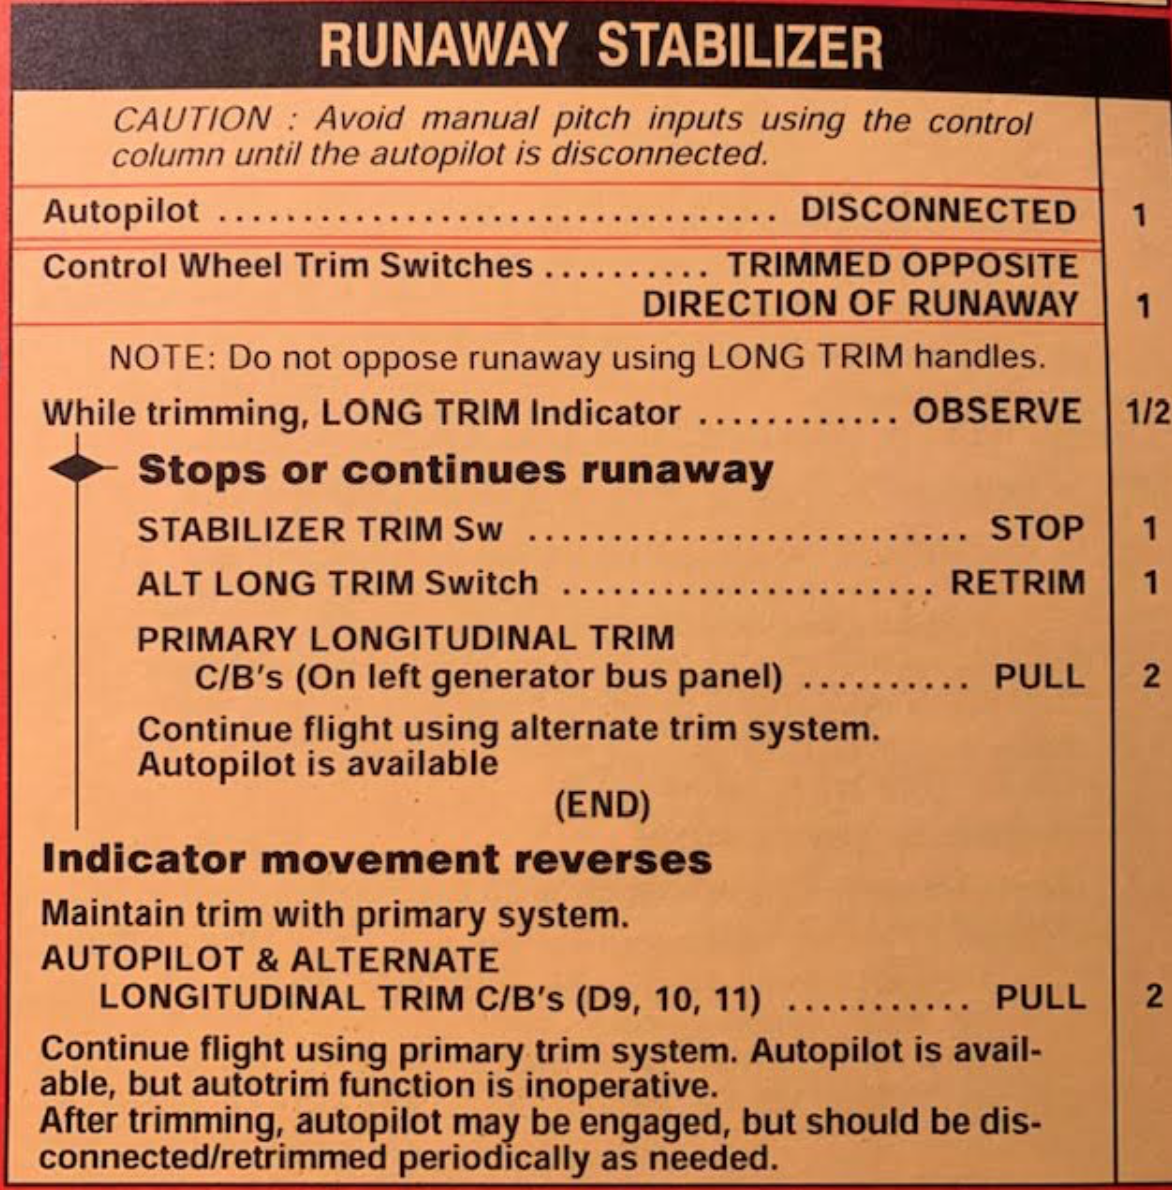 RUNAWAY STABILIZER
CAUTION : Avoid manual pitch inputs using the control
column until the autopilot is disconnected.
Autopilot .................................. DISCONNECTED 1
Control Wheel Trim Switches .......... TRIMMED OPPOSITE
DIRECTION OF RUNAWAY 1
NOTE: Do not oppose runaway using LONG TRIM handles.
While trimming, LONG TRIM Indicator ............ OBSERVE 1/2
Stops or continues runaway
STABILIZER TRIM Sw .......................... STOP 1
ALT LONG TRIM Switch ...................... RETRIM 1
PRIMARY LONGITUDINAL TRIM
C/B's (On left generator bus panel) .......... PULL 2
Continue flight using alternate trim system.
Autopilot is available
(END)
Indicator movement reverses
Maintain trim with primary system.
AUTOPILOT & ALTERNATE
LONGITUDINAL TRIM C/B's (D9, 10, 11) ........... PULL 2
Continue flight using primary trim system. Autopilot is avail-
able, but autotrim function is inoperative.
After trimming, autopilot may be engaged, but should be dis-
connected/retrimmed periodically as needed.